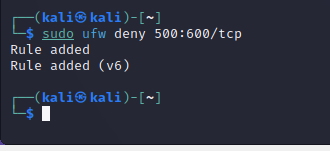 ┌──(kali㉿kali)-[~]
└─$ sudo ufw deny 500:600/tcp
Rule added
Rule added (v6)
┌──(kali㉿kali)-[~]
└─$